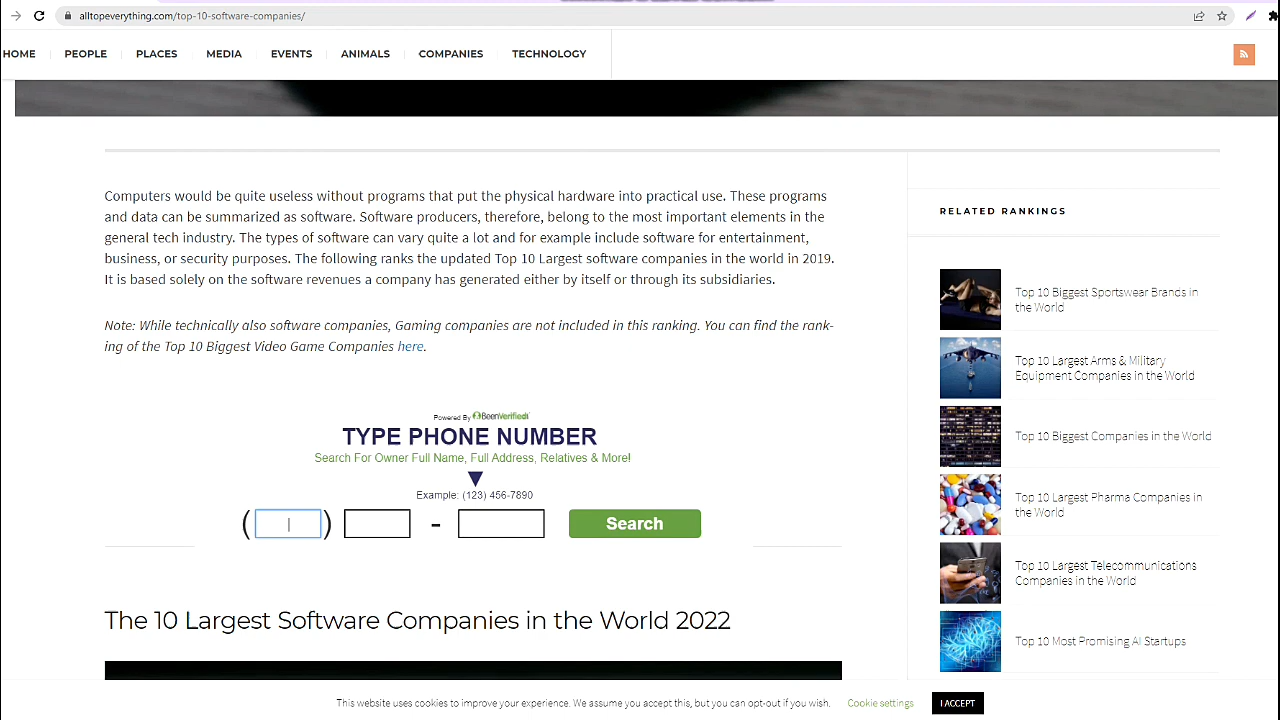 alltopeverything.com/top-10-software-companies/
HOME PEOPLE PLACES MEDIA EVENTS ANIMALS COMPANIES TECHNOLOGY
Computers would be quite useless without programs that put the physical hardware into practical use. These programs
and data can be summarized as software. Software producers, therefore, belong to the most important elements in the
general tech industry. The types of software can vary quite a lot and for example include software for entertainment,
business, or security purposes. The following ranks the updated Top 10 Largest software companies in the world in 2019.
It is based solely on the software revenues a company has generated either by itself or through its subsidiaries.
Note: While technically also software companies, Gaming companies are not included in this ranking. You can find the rank-
ing of the Top 10 Biggest Video Game Companies here.
Powered By BeenVerified
TYPE PHONE NUMBER
Search For Owner Full Name, Full Address, Relatives & More!
Example: (123) 456-7890
( ) - Search
The 10 Largest Software Companies in the World 2022
RELATED RANKINGS
Top 10 Biggest Sportswear Brands in
the World
Top 10 Largest Arms & Military
Equipment Companies in the World
Top 10 Biggest Companies in the World
Top 10 Largest Pharma Companies in
the World
Top 10 Largest Telecommunications
Companies in the World
Top 10 Most Promising AI Startups
This website uses cookies to improve your experience. We assume you accept this, but you can opt-out if you wish. Cookie settings I ACCEPT